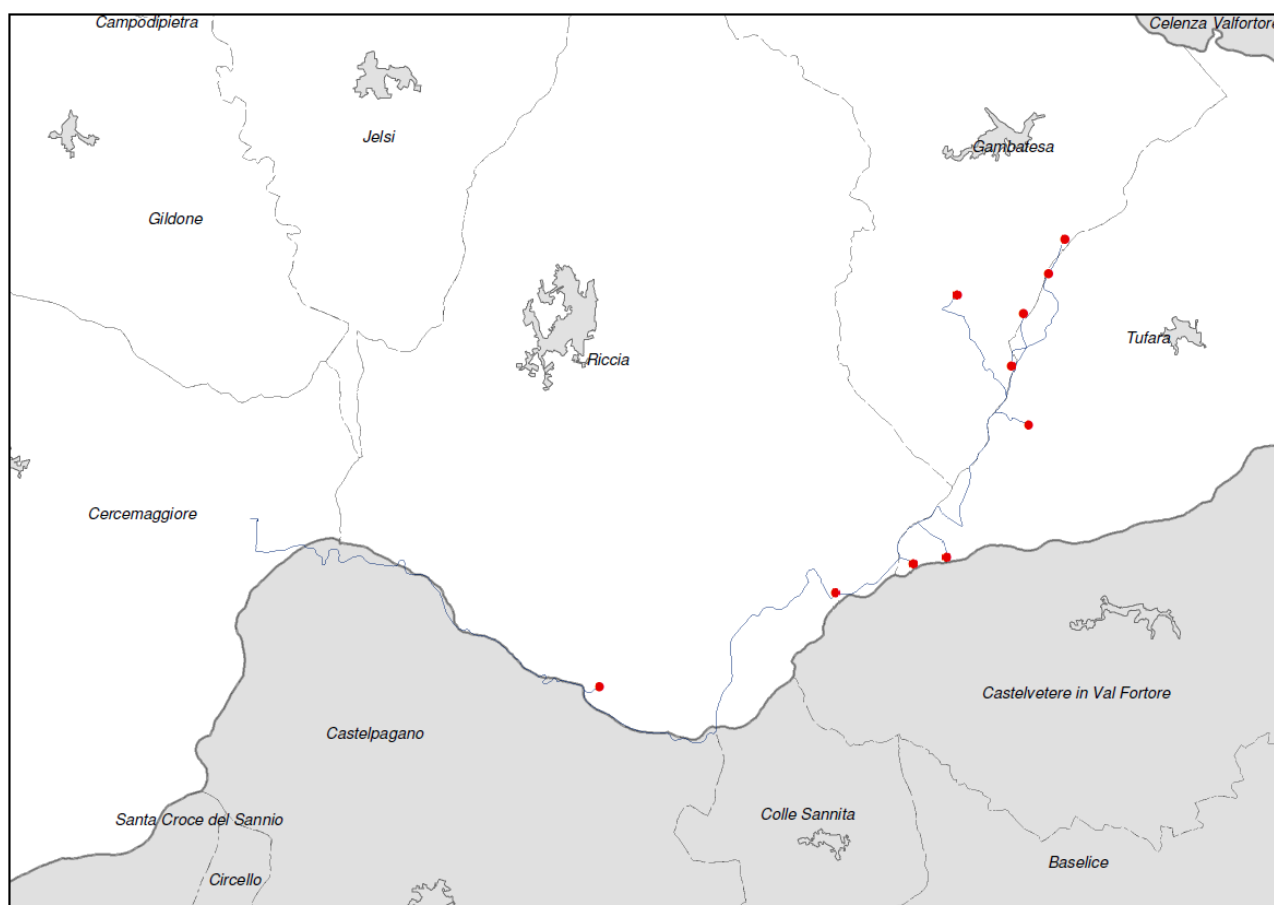 Campodipietra
Celenza Valfortore
Jelsi
Gambatesa
Gildone
Tufara
Riccia
Cercemaggiore
Castelvetere in Val Fortore
Castelpagano
Colle Sannita
Santa Croce del Sannio
Baselice
Circello